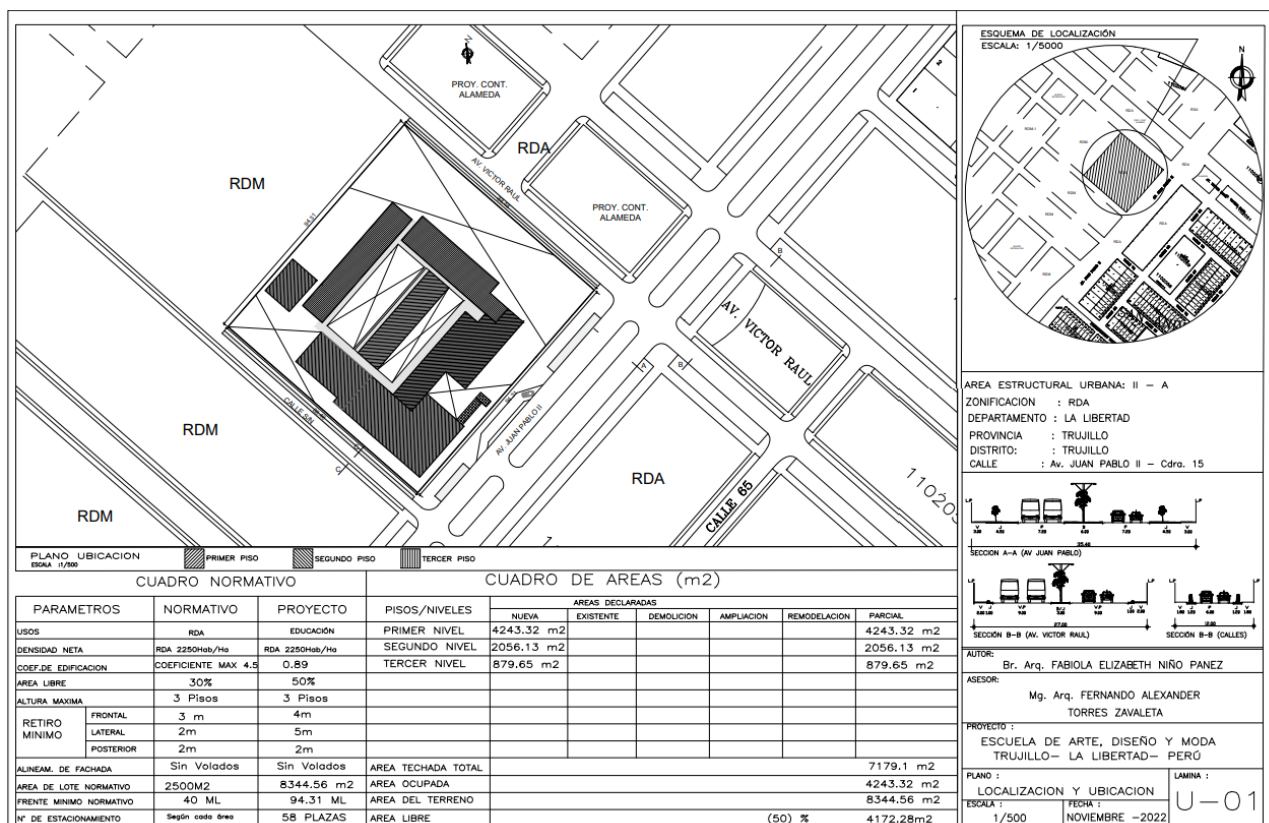 PROY. CONT.
ALAMEDA
RDA
AV. VICTOR RAUL
RDM
PROY. CONT.
ALAMEDA
B
AV. VICTOR RAUL
A
B
CALLE S/N
AV. JUAN PABLO II
RDM
C
RDA
CALLE 65
RDM
PLANO UBICACION
ESCALA :1/500
PRIMER PISO
SEGUNDO PISO
TERCER PISO
CUADRO NORMATIVO
PARAMETROS NORMATIVO PROYECTO
USOS RDA EDUCACIÓN
DENSIDAD NETA RDA 2250Hab/Ha RDA 2250Hab/Ha
COEF.DE EDIFICACION COEFICIENTE MAX 4.5 0.89
AREA LIBRE 30% 50%
ALTURA MAXIMA 3 Pisos 3 Pisos
RETIRO MINIMO
FRONTAL 3 m 4m
LATERAL 2m 5m
POSTERIOR 2m 2m
ALINEAM. DE FACHADA Sin Volados Sin Volados
AREA DE LOTE NORMATIVO 2500M2 8344.56 m2
FRENTE MINIMO NORMATIVO 40 ML 94.31 ML
N° DE ESTACIONAMIENTO Según cada área 58 PLAZAS
CUADRO DE AREAS (m2)
PISOS/NIVELES
AREAS DECLARADAS
NUEVA EXISTENTE DEMOLICION AMPLIACIÓN REMODELACION PARCIAL
PRIMER NIVEL 4243.32 m2 4243.32 m2
SEGUNDO NIVEL 2056.13 m2 2056.13 m2
TERCER NIVEL 879.65 m2 879.65 m2
AREA TECHADA TOTAL 7179.1 m2
AREA OCUPADA 4243.32 m2
AREA DEL TERRENO 8344.56 m2
AREA LIBRE (50) % 4172.28m2
ESQUEMA DE LOCALIZACIÓN
ESCALA: 1/5000
N
AREA ESTRUCTURAL URBANA: II - A
ZONIFICACION : RDA
DEPARTAMENTO : LA LIBERTAD
PROVINCIA : TRUJILLO
DISTRITO: : TRUJILLO
CALLE : Av. JUAN PABLO II - Cdra. 15
SECCION A-A (AV JUAN PABLO)
SECCIÓN B-B (AV. VICTOR RAUL)
SECCIÓN B-B (CALLES)
AUTOR:
Br. Arq. FABIOLA ELIZABETH NIÑO PANEZ
ASESOR:
Mg. Arq. FERNANDO ALEXANDER
TORRES ZAVALETA
PROYECTO :
ESCUELA DE ARTE, DISEÑO Y MODA
TRUJILLO- LA LIBERTAD- PERÚ
PLANO :
LOCALIZACION Y UBICACION
LAMINA :
U-01
ESCALA :
1/500
FECHA :
NOVIEMBRE -2022